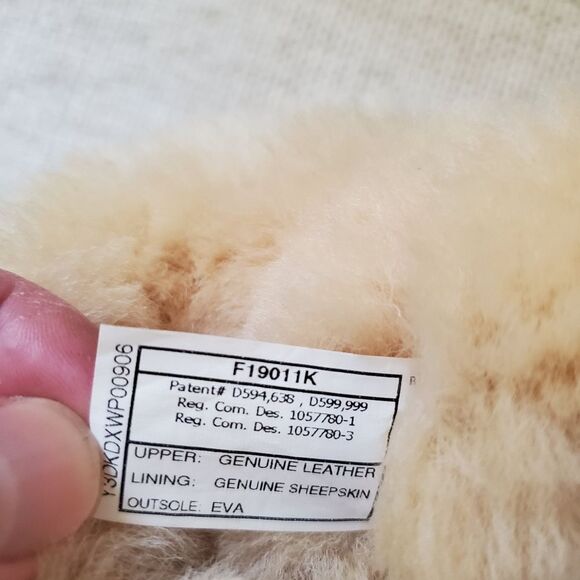 F19011K
Patent# D594,638 , D599,999
Reg. Com. Des. 1057780-1
Reg. Com. Des. 1057780-3
UPPER: GENUINE LEATHER
LINING: GENUINE SHEEPSKIN
OUTSOLE: EVA
Y3DKDXWP00906